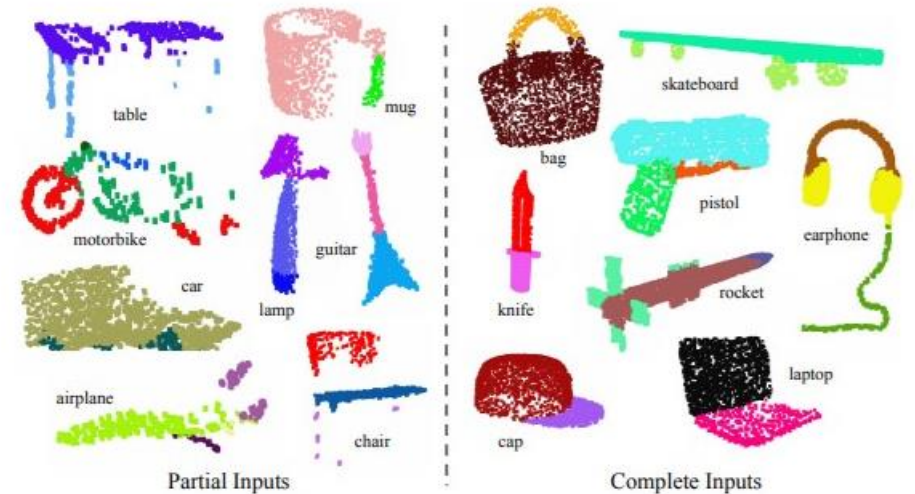 table
mug
motorbike
guitar
car
lamp
airplane
chair
Partial Inputs
skateboard
bag
pistol
earphone
knife
rocket
laptop
cap
Complete Inputs